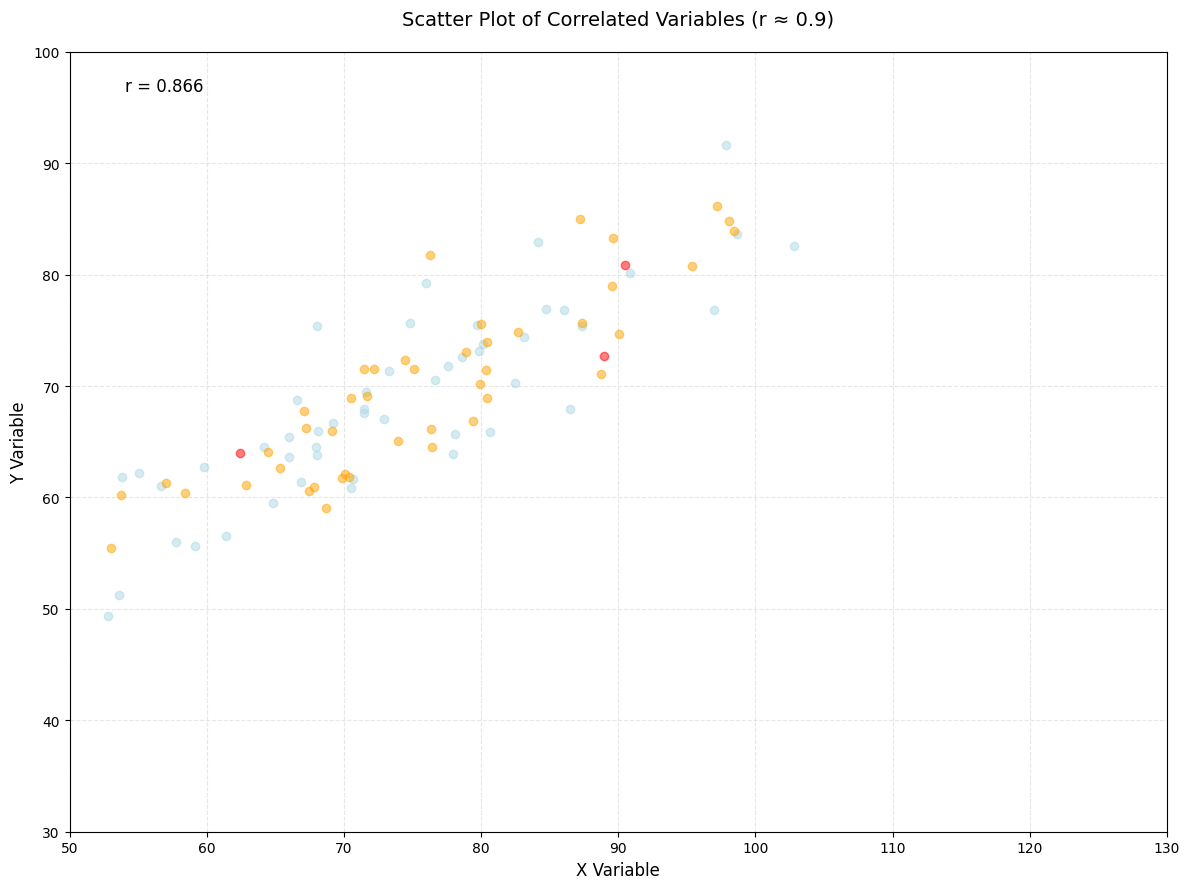 Scatter Plot of Correlated Variables (r ≈ 0.9)
r = 0.866
Y Variable
100
90
80
70
60
50
40
30
50 60 70 80 90 100 110 120 130
X Variable